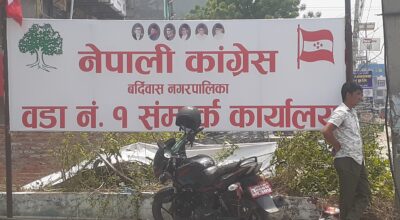 नेपाली कांग्रेस
बर्दिवास नगरपालिका
वडा नं. १ सम्पर्क कार्यालय